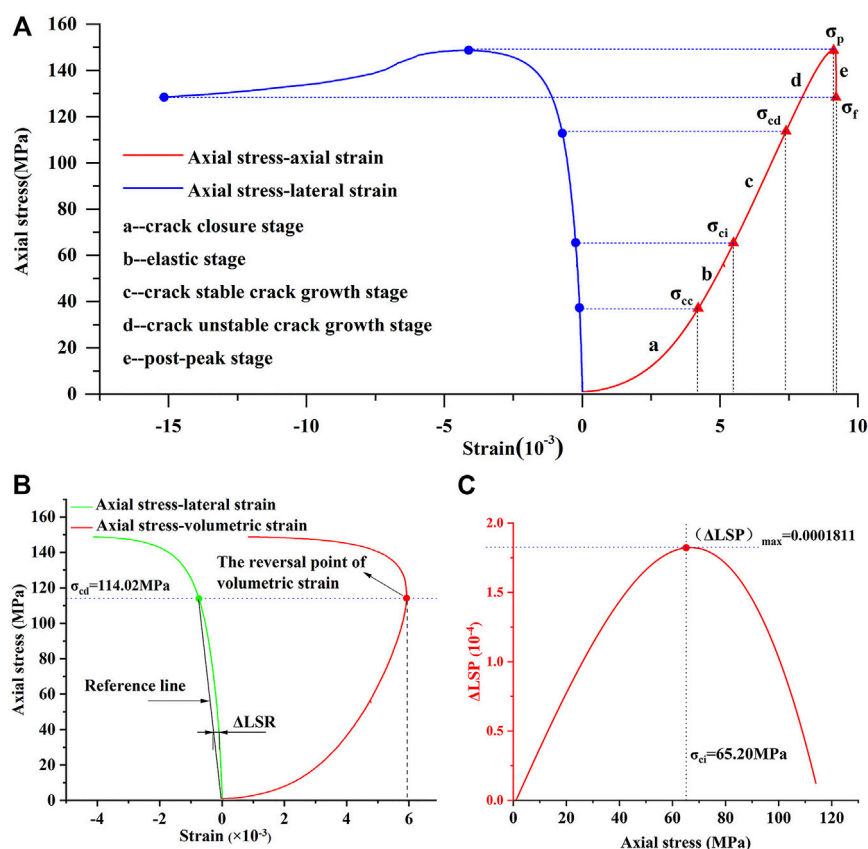 A
160
140
120
100
80
60
40
20
0
Axial stress(MPa)
-15
-10
-5
0
5
10
Strain(10-3)
Axial stress-axial strain
Axial stress-lateral strain
a--crack closure stage
b--elastic stage
c--crack stable crack growth stage
d--crack unstable crack growth stage
e--post-peak stage
σp
e
d
σf
σcd
c
σci
b
σcc
a
B
Axial stress-lateral strain
Axial stress-volumetric strain
160
140
120
100
80
60
40
20
0
Axial stress (MPa)
The reversal point of
volumetric strain
σcd=114.02MPa
Reference line
ΔLSR
-4
-2
0
2
4
6
Strain (×10-3)
C
2.0
1.5
1.0
0.5
0.0
ΔLSP (10-4)
(ΔLSP) max=0.0001811
σci=65.20MPa
0
20
40
60
80
100
120
Axial stress (MPa)